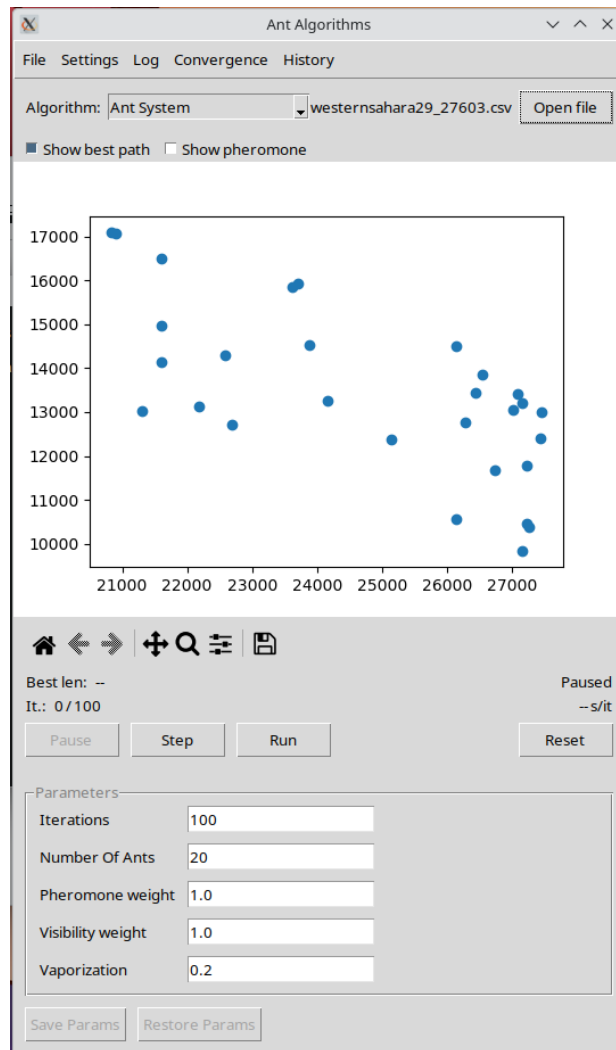 Ant Algorithms
File Settings Log Convergence History
Algorithm: Ant System westernsahara29_27603.csv Open file
Show best path Show pheromone
17000
16000
15000
14000
13000
12000
11000
10000
21000 22000 23000 24000 25000 26000 27000
Best len: -- Paused
It.: 0/100 --s/it
Pause Step Run Reset
Parameters
Iterations 100
Number Of Ants 20
Pheromone weight 1.0
Visibility weight 1.0
Vaporization 0.2
Save Params Restore Params